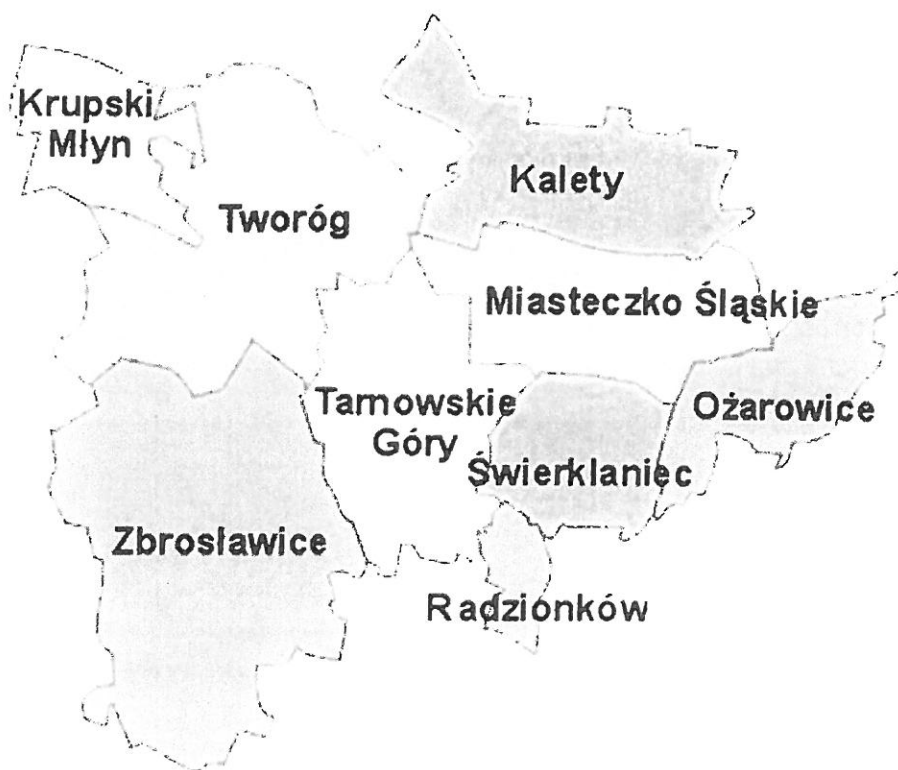 Krupski
Młyn
Kalety
Tworóg
Miasteczko Śląskie
Tarnowskie
Góry
Ożarowice
Świerklaniec
Zbrosławice
Radzionków